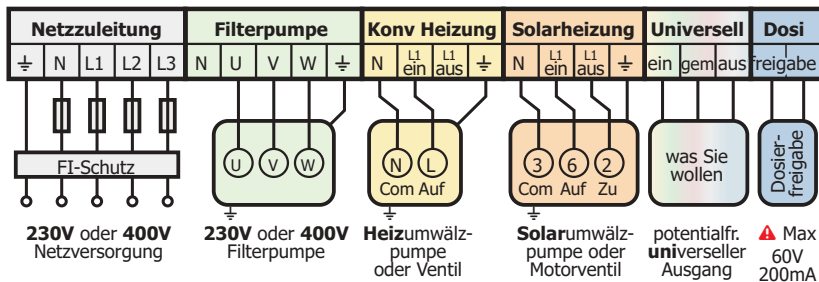 Netzzuleitung Filterpumpe Konv Heizung Solarheizung Universell Dosi
N L1 L2 L3 N U V W N L1 ein L1 aus N L1 ein L1 aus ein gem aus freigabe
FI-Schutz
U V W
N L
Com Auf
3 6 2
Com Auf Zu
was Sie
wollen
Dosier-
freigabe
230V oder 400V
Netzversorgung
230V oder 400V
Filterpumpe
Heizumwälz-
pumpe
oder Ventil
Solarumwälz-
pumpe oder
Motorventil
potentialfr.
universeller
Ausgang
Max
60V
200mA